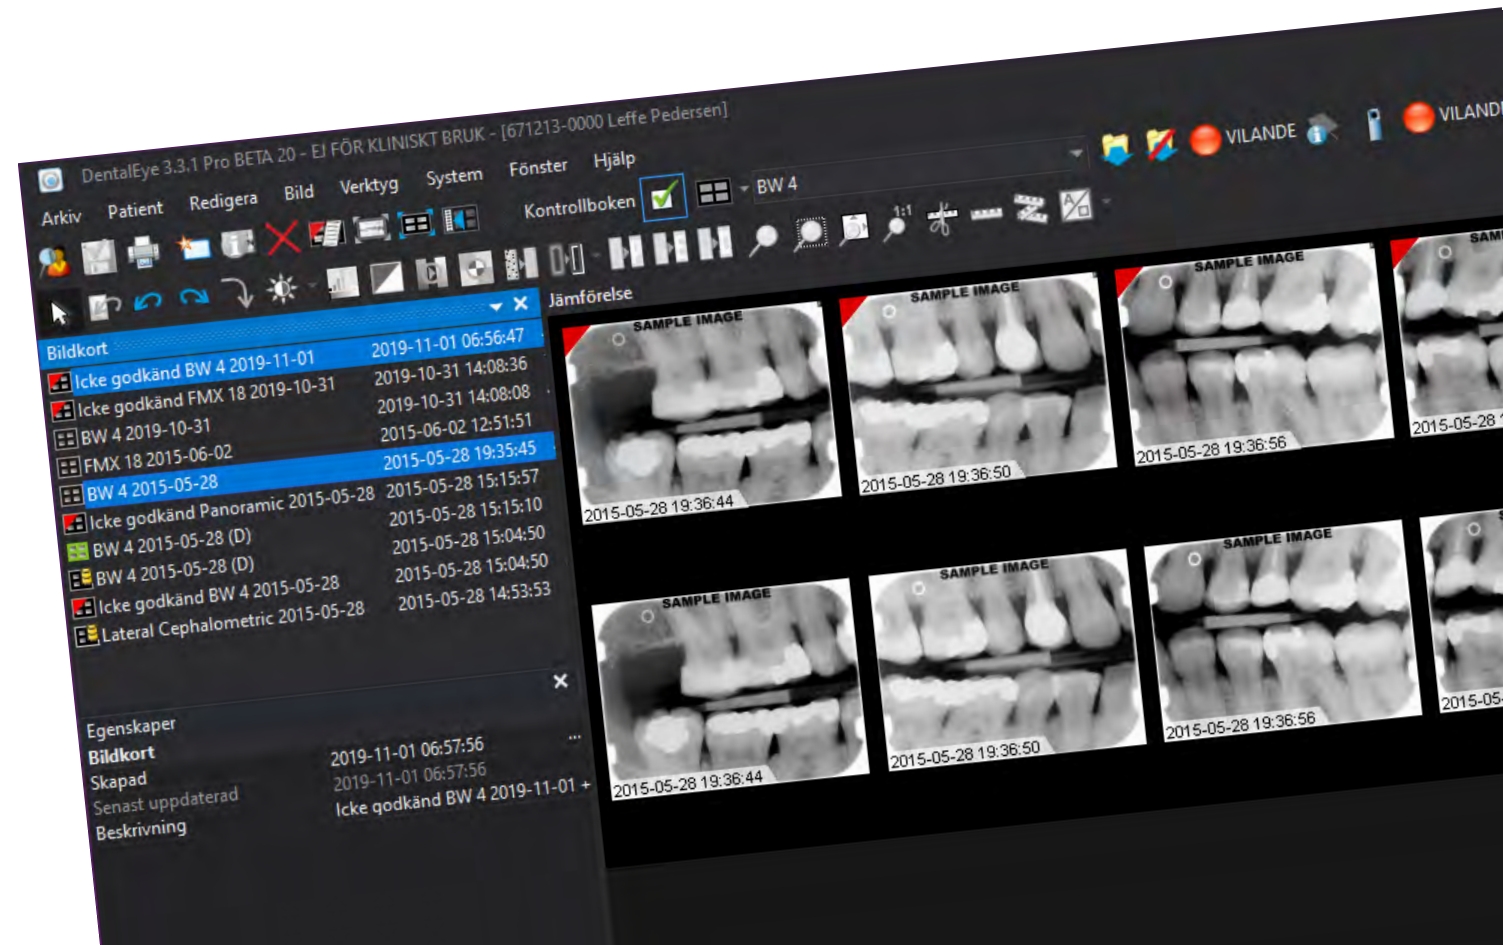 DentalEye 3.3.1 Pro BETA 20 - EJ FÖR KLINISKT BRUK - [671213-0000 Leffe Pedersen]
Arkiv Patient Redigera Bild Verktyg System Fönster Hjälp
Kontrollboken BW 4 VILANDE VILANDE
1:1
Bildkort
Icke godkänd BW 4 2019-11-01 2019-11-01 06:56:47
Icke godkänd FMX 18 2019-10-31 2019-10-31 14:08:36
BW 4 2019-10-31 2019-10-31 14:08:08
FMX 18 2015-06-02 2015-06-02 12:51:51
BW 4 2015-05-28 2015-05-28 19:35:45
Icke godkänd Panoramic 2015-05-28 2015-05-28 15:15:57
BW 4 2015-05-28 (D) 2015-05-28 15:15:10
BW 4 2015-05-28 (D) 2015-05-28 15:04:50
Icke godkänd BW 4 2015-05-28 2015-05-28 15:04:50
Lateral Cephalometric 2015-05-28 2015-05-28 14:53:53
Egenskaper
Bildkort
Skapad 2019-11-01 06:57:56 ...
Senast uppdaterad 2019-11-01 06:57:56
Beskrivning Icke godkänd BW 4 2019-11-01 +
Jämförelse
SAMPLE IMAGE SAMPLE IMAGE SAMPLE IMAGE SAM
2015-05-28 19:36:44 2015-05-28 19:36:50 2015-05-28 19:36:56 2015-05-28
SAMPLE IMAGE SAMPLE IMAGE SAMPLE IMAGE
2015-05-28 19:36:44 2015-05-28 19:36:50 2015-05-28 19:36:56 2015-05-